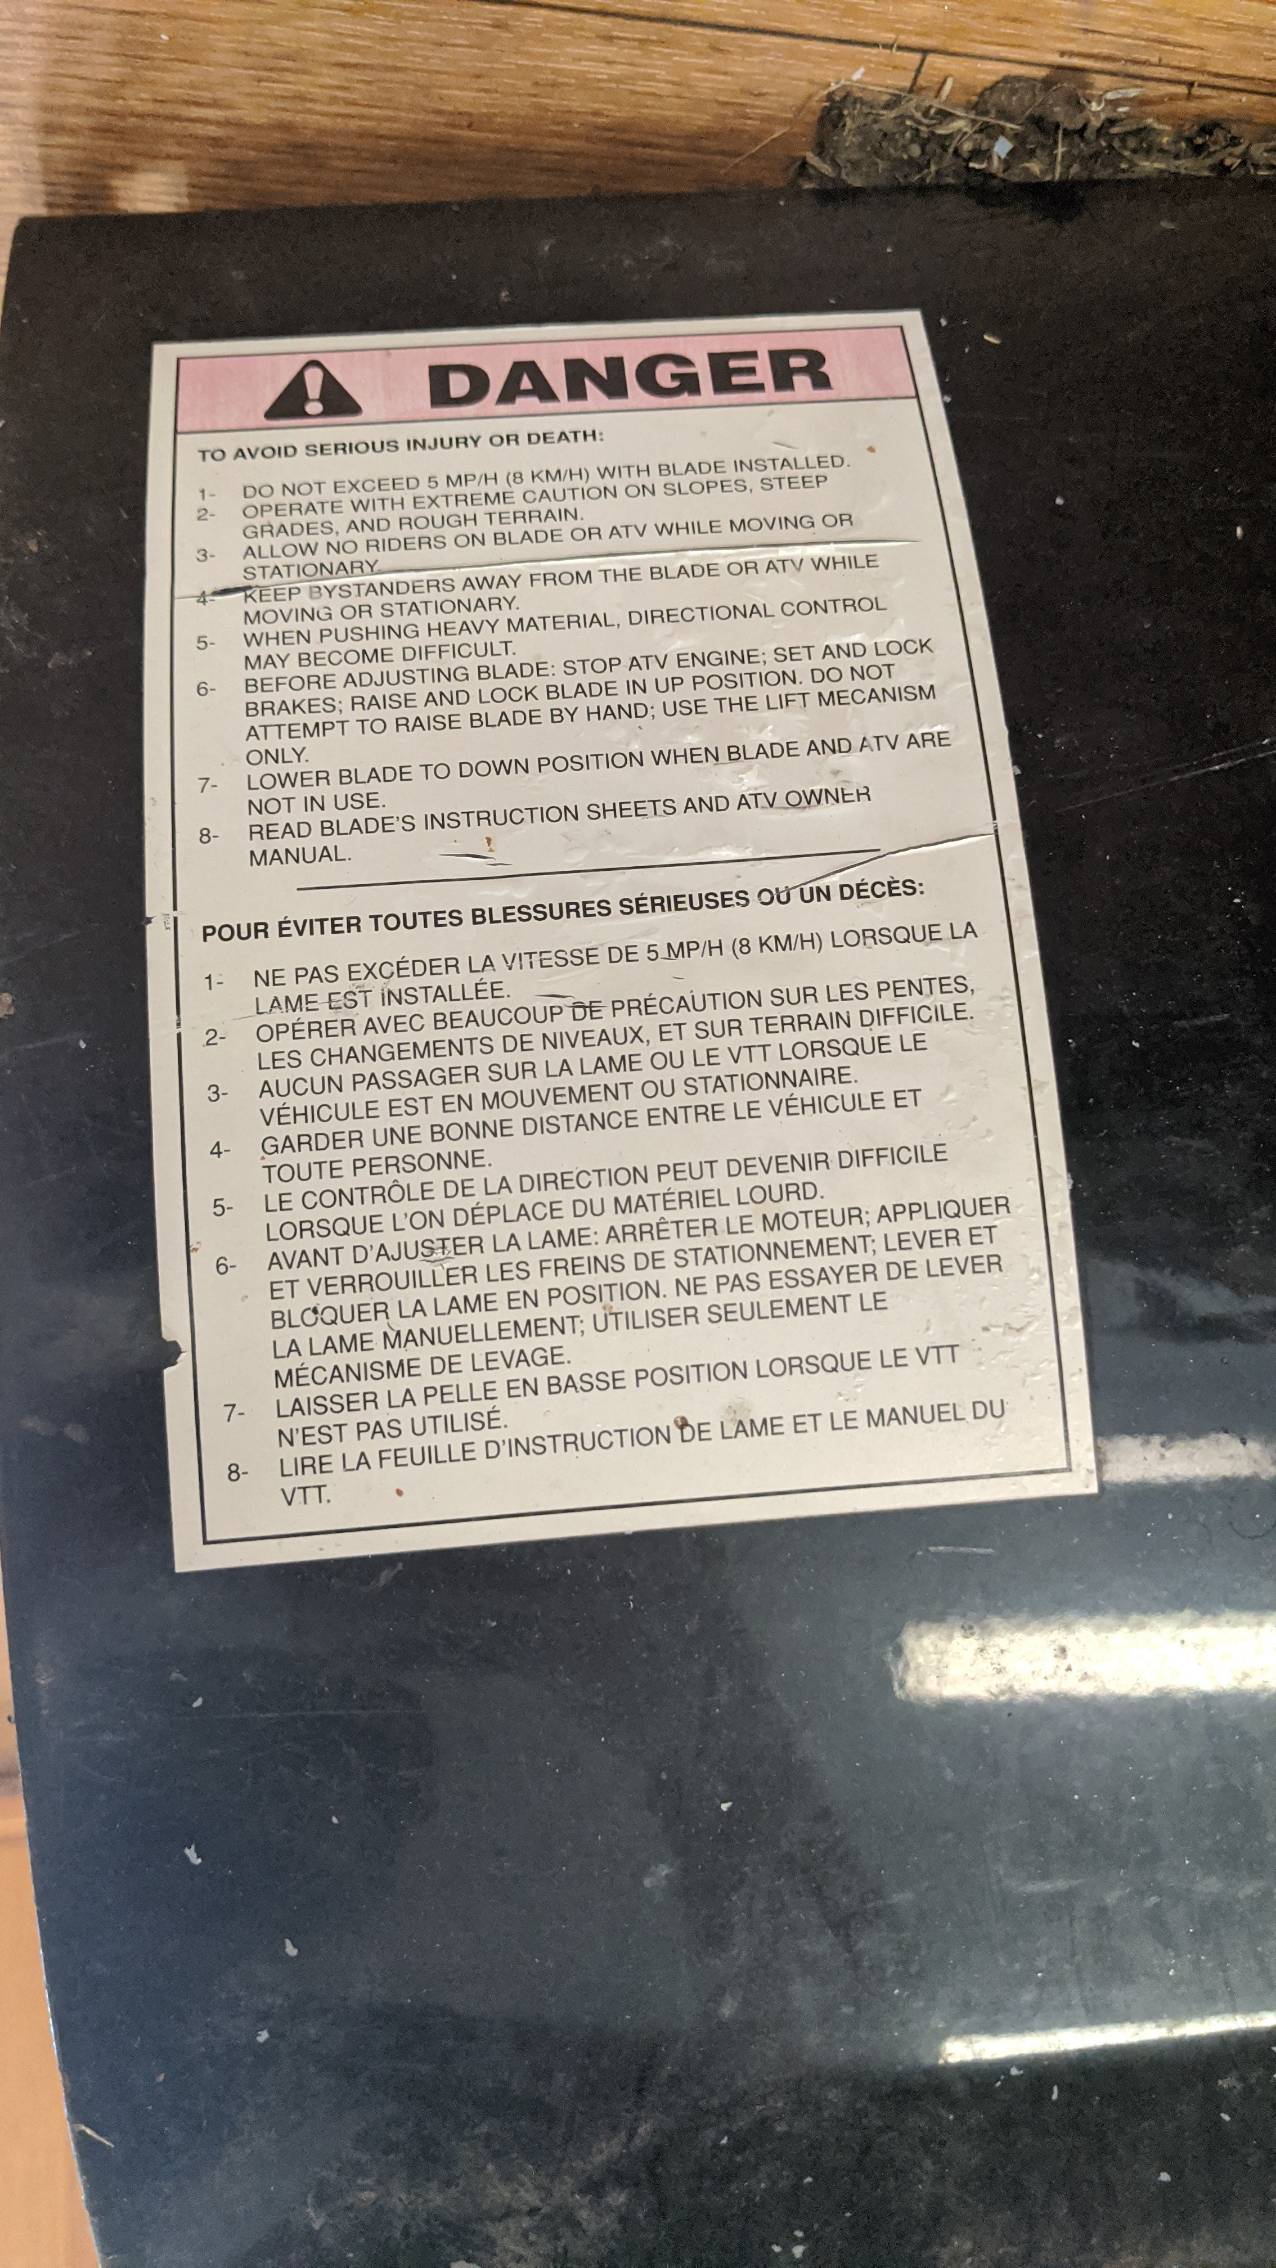 DANGER
TO AVOID SERIOUS INJURY OR DEATH:
1- DO NOT EXCEED 5 MP/H (8 KM/H) WITH BLADE INSTALLED.
2- OPERATE WITH EXTREME CAUTION ON SLOPES, STEEP
GRADES, AND ROUGH TERRAIN.
3- ALLOW NO RIDERS ON BLADE OR ATV WHILE MOVING OR
STATIONARY.
4- KEEP BYSTANDERS AWAY FROM THE BLADE OR ATV WHILE
MOVING OR STATIONARY.
5- WHEN PUSHING HEAVY MATERIAL, DIRECTIONAL CONTROL
MAY BECOME DIFFICULT.
6- BEFORE ADJUSTING BLADE: STOP ATV ENGINE; SET AND LOCK
BRAKES; RAISE AND LOCK BLADE IN UP POSITION. DO NOT
ATTEMPT TO RAISE BLADE BY HAND; USE THE LIFT MECANISM
ONLY.
7- LOWER BLADE TO DOWN POSITION WHEN BLADE AND ATV ARE
NOT IN USE.
8- READ BLADE'S INSTRUCTION SHEETS AND ATV OWNER
MANUAL.
POUR ÉVITER TOUTES BLESSURES SÉRIEUSES OU UN DÉCÈS:
1- NE PAS EXCÉDER LA VITESSE DE 5 MP/H (8 KM/H) LORSQUE LA
LAME EST INSTALLÉE.
2- OPÉRER AVEC BEAUCOUP DE PRÉCAUTION SUR LES PENTES,
LES CHANGEMENTS DE NIVEAUX, ET SUR TERRAIN DIFFICILE.
3- AUCUN PASSAGER SUR LA LAME OU LE VTT LORSQUE LE
VÉHICULE EST EN MOUVEMENT OU STATIONNAIRE.
4- GARDER UNE BONNE DISTANCE ENTRE LE VÉHICULE ET
TOUTE PERSONNE.
5- LE CONTRÔLE DE LA DIRECTION PEUT DEVENIR DIFFICILE
LORSQUE L'ON DÉPLACE DU MATÉRIEL LOURD.
6- AVANT D'AJUSTER LA LAME: ARRÊTER LE MOTEUR; APPLIQUER
ET VERROUILLER LES FREINS DE STATIONNEMENT; LEVER ET
BLOQUER LA LAME EN POSITION. NE PAS ESSAYER DE LEVER
LA LAME MANUELLEMENT; UTILISER SEULEMENT LE
MÉCANISME DE LEVAGE.
7- LAISSER LA PELLE EN BASSE POSITION LORSQUE LE VTT
N'EST PAS UTILISÉ.
8- LIRE LA FEUILLE D'INSTRUCTION DE LAME ET LE MANUEL DU
VTT.